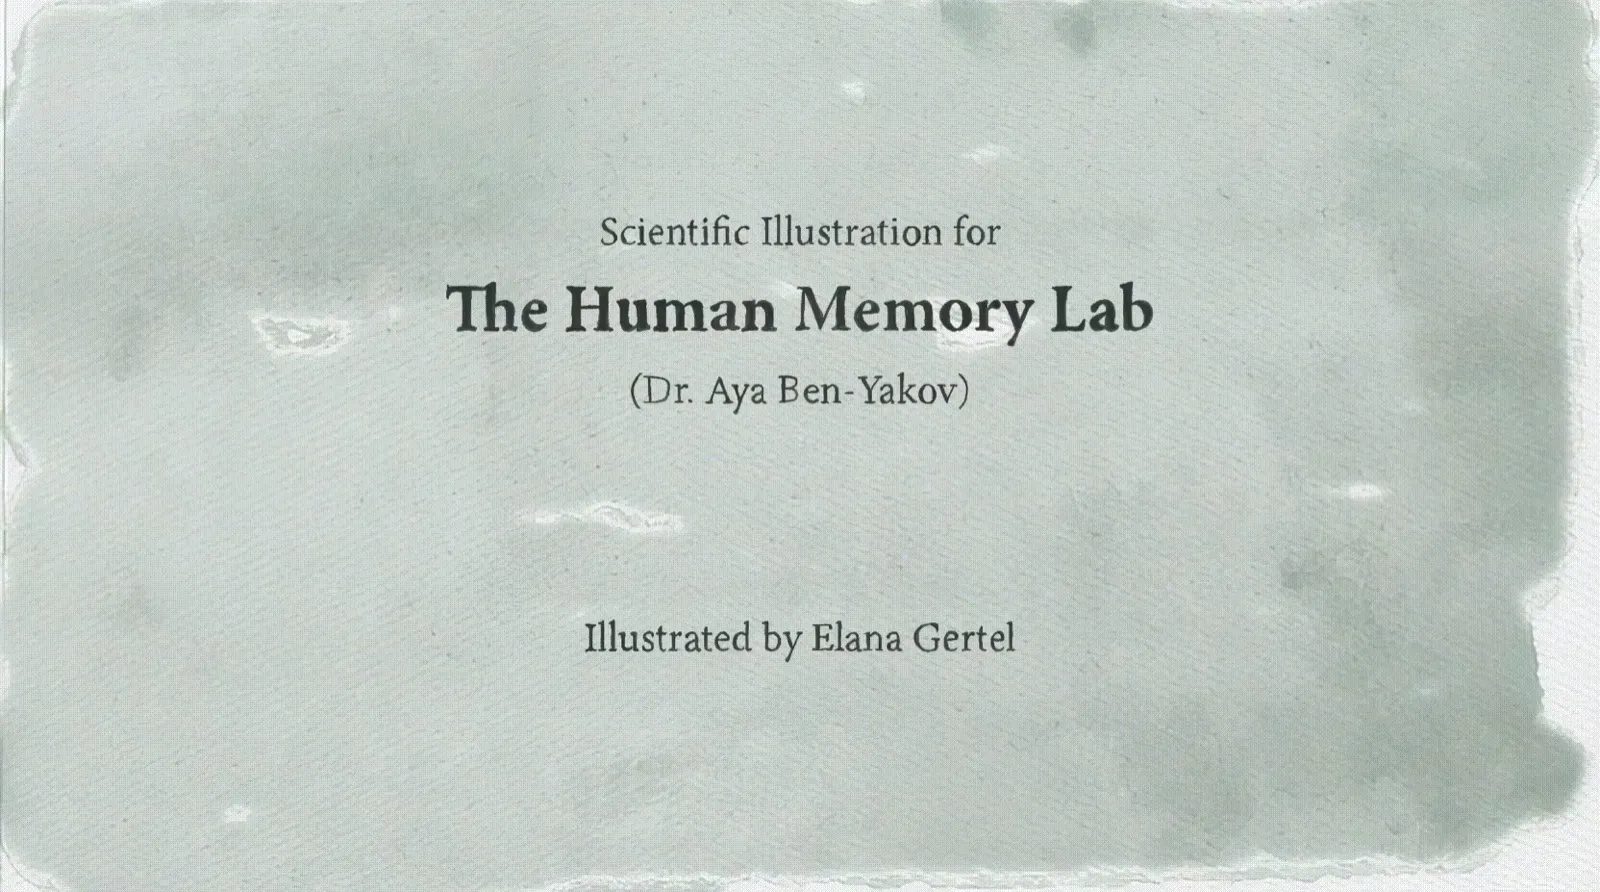 Scientific Illustration for
The Human Memory Lab
(Dr. Aya Ben-Yakov)
Illustrated by Elana Gertel